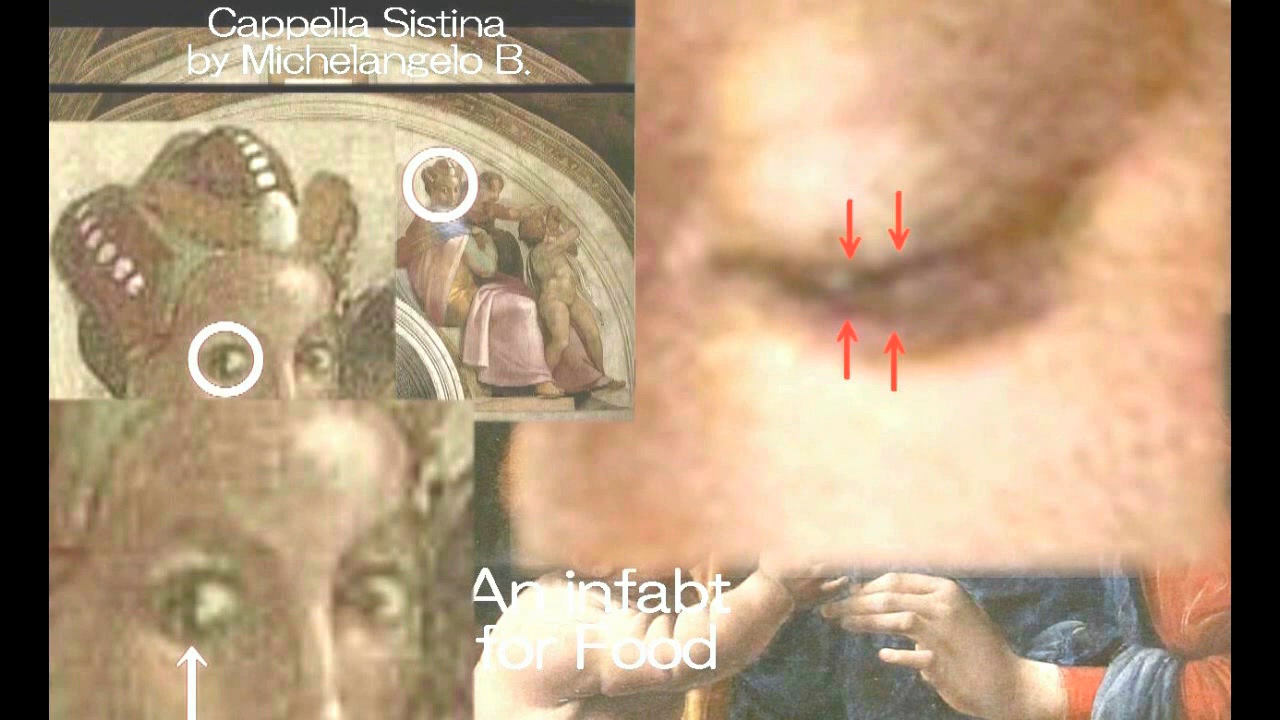 Cappella Sistina
by Michelangelo B.
An infabt
for Food